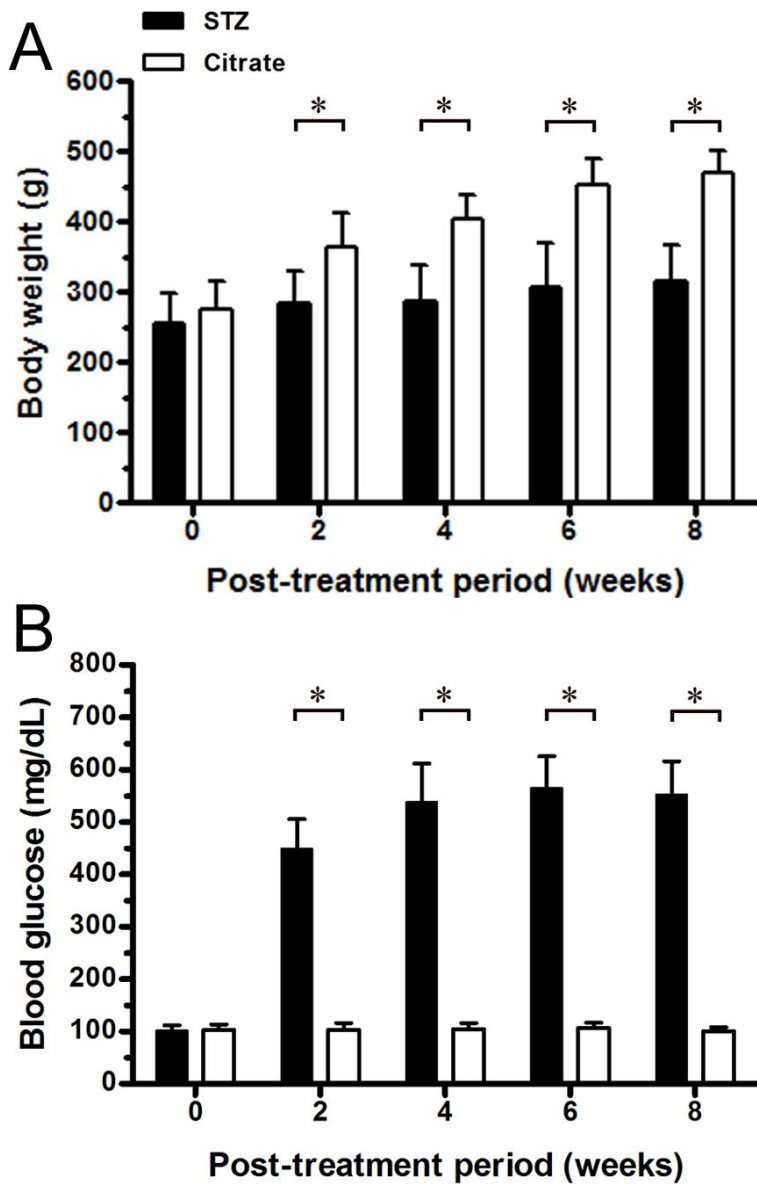 A
STZ
Citrate
600
500
400
300
200
100
0
Body weight (g)
* * * *
0 2 4 6 8
Post-treatment period (weeks)
B
800
700
600
500
400
300
200
100
0
Blood glucose (mg/dL)
* * * *
0 2 4 6 8
Post-treatment period (weeks)